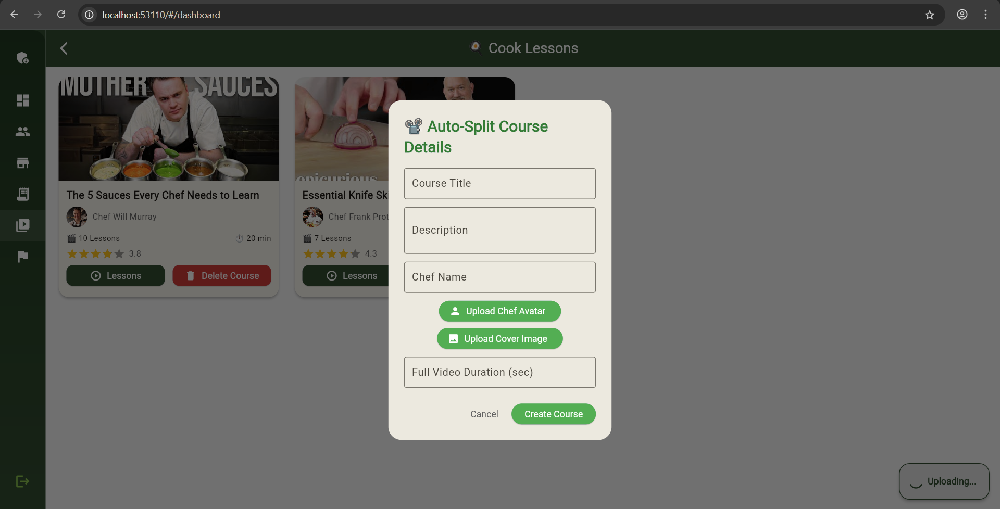 localhost:53110/#/dashboard
Cook Lessons
MOTHER SAUCES
epicurious
The 5 Sauces Every Chef Needs to Learn
Chef Will Murray
10 Lessons
20 min
3.8
Lessons
Delete Course
Essential Knife Sk
Chef Frank Prot
7 Lessons
4.3
Lessons
Auto-Split Course
Details
Course Title
Description
Chef Name
Upload Chef Avatar
Upload Cover Image
Full Video Duration (sec)
Cancel
Create Course
Uploading...